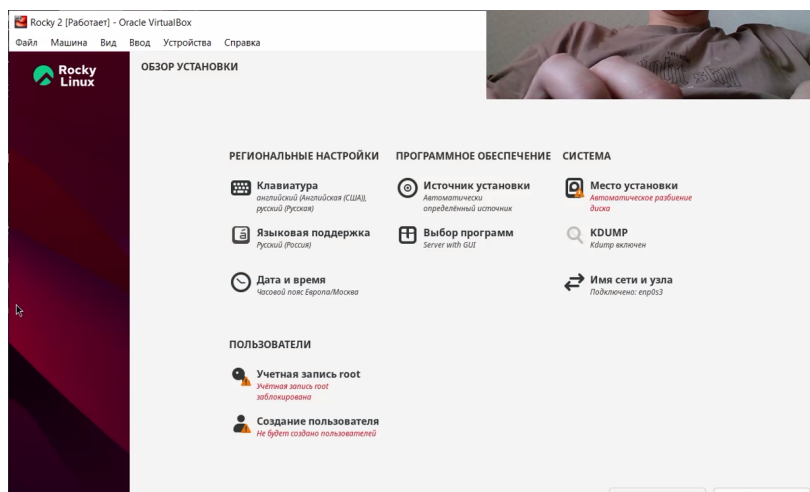 Rocky 2 [Работает] - Oracle VirtualBox
Файл Машина Вид Ввод Устройства Справка
Rocky
Linux
ОБЗОР УСТАНОВКИ
РЕГИОНАЛЬНЫЕ НАСТРОЙКИ
Клавиатура
английский (Английская (США)),
русский (Русская)
Языковая поддержка
Русский (Россия)
Дата и время
Часовой пояс Европа/Москва
ПРОГРАММНОЕ ОБЕСПЕЧЕНИЕ
Источник установки
Автоматически
определённый источник
Выбор программ
Server with GUI
СИСТЕМА
Место установки
Автоматическое разбиение
диска
KDUMP
Kdump включен
Имя сети и узла
Подключено: enp0s3
ПОЛЬЗОВАТЕЛИ
Учетная запись root
Учётная запись root
заблокирована
Создание пользователя
Не будет создано пользователей